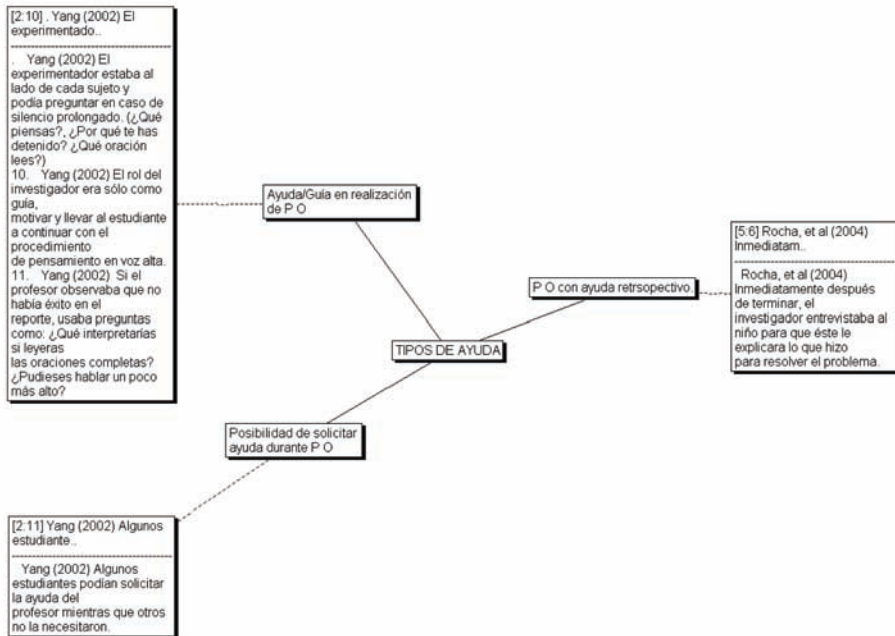 [2:10] . Yang (2002) El
experimentado..
. Yang (2002) El
experimentador estaba al
lado de cada sujeto y
podía preguntar en caso de
silencio prolongado. (¿Qué
piensas?, ¿Por qué te has
detenido? ¿Qué oración
lees?)
10. Yang (2002) El rol del
investigador era sólo como
guía,
motivar y llevar al estudiante
a continuar con el
procedimiento
de pensamiento en voz alta.
11. Yang (2002) Si el
profesor observaba que no
había éxito en el
reporte, usaba preguntas
como: ¿Qué interpretarías
si leyeras
las oraciones completas?
¿Pudieses hablar un poco
más alto?
Ayuda/Guía en realización
de P O
P O con ayuda retrsopectivo.
[5:6] Rocha, et al (2004)
Inmediatam..
Rocha, et al (2004)
Inmediatamente después
de terminar, el
investigador entrevistaba al
niño para que éste le
explicara lo que hizo
para resolver el problema.
TIPOS DE AYUDA
Posibilidad de solicitar
ayuda durante P O
[2:11] Yang (2002) Algunos
estudiante..
Yang (2002) Algunos
estudiantes podían solicitar
la ayuda del
profesor mientras que otros
no la necesitaron.